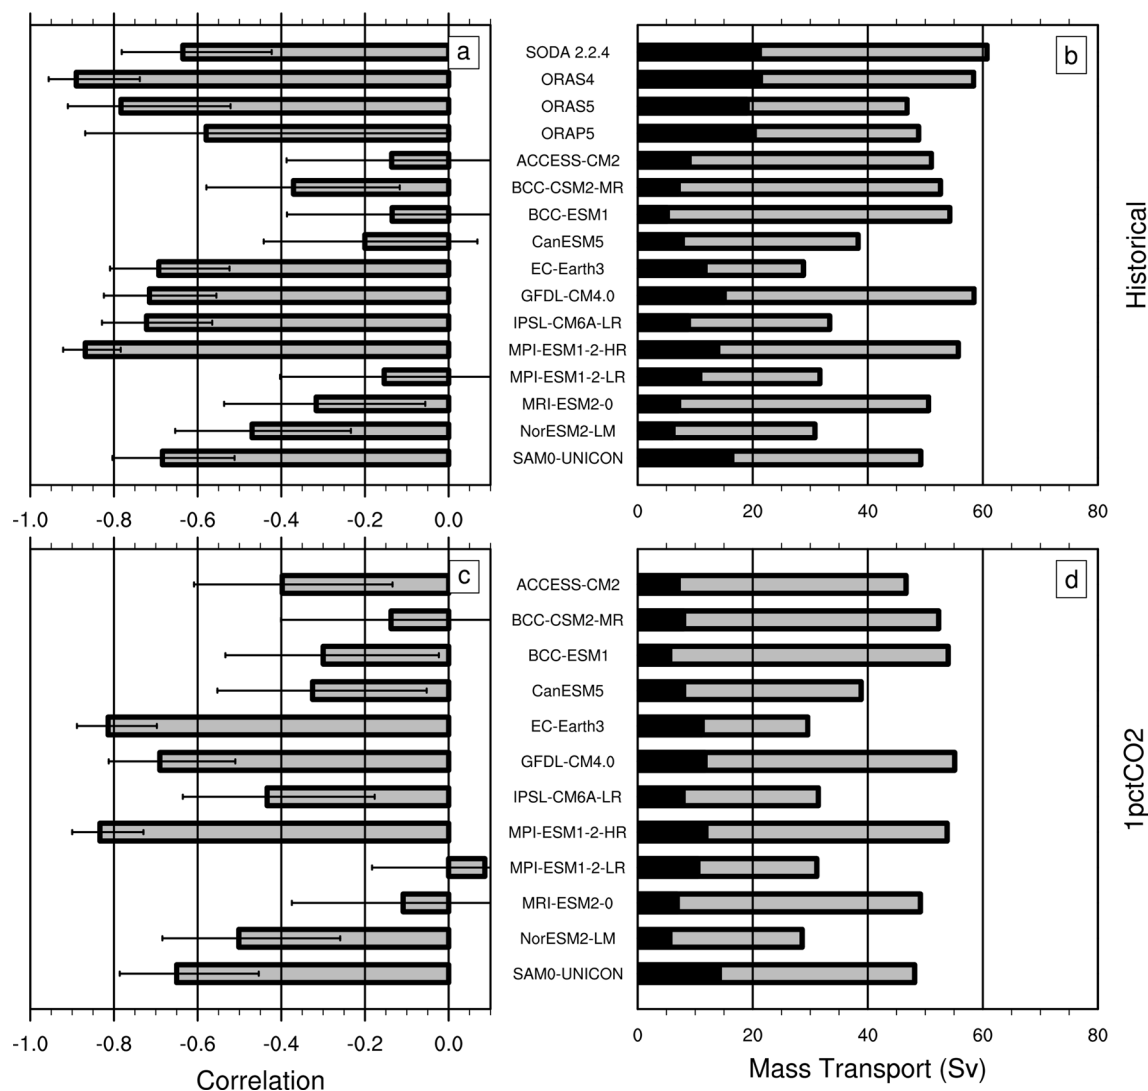 a
b
SODA 2.2.4
ORAS4
ORAS5
ORAP5
ACCESS-CM2
BCC-CSM2-MR
BCC-ESM1
CanESM5
EC-Earth3
GFDL-CM4.0
IPSL-CM6A-LR
MPI-ESM1-2-HR
MPI-ESM1-2-LR
MRI-ESM2-0
NorESM2-LM
SAM0-UNICON
Historical
-1.0 -0.8 -0.6 -0.4 -0.2 0.0
0 20 40 60 80
c
d
ACCESS-CM2
BCC-CSM2-MR
BCC-ESM1
CanESM5
EC-Earth3
GFDL-CM4.0
IPSL-CM6A-LR
MPI-ESM1-2-HR
MPI-ESM1-2-LR
MRI-ESM2-0
NorESM2-LM
SAM0-UNICON
1pctCO2
-1.0 -0.8 -0.6 -0.4 -0.2 0.0
0 20 40 60 80
Correlation
Mass Transport (Sv)